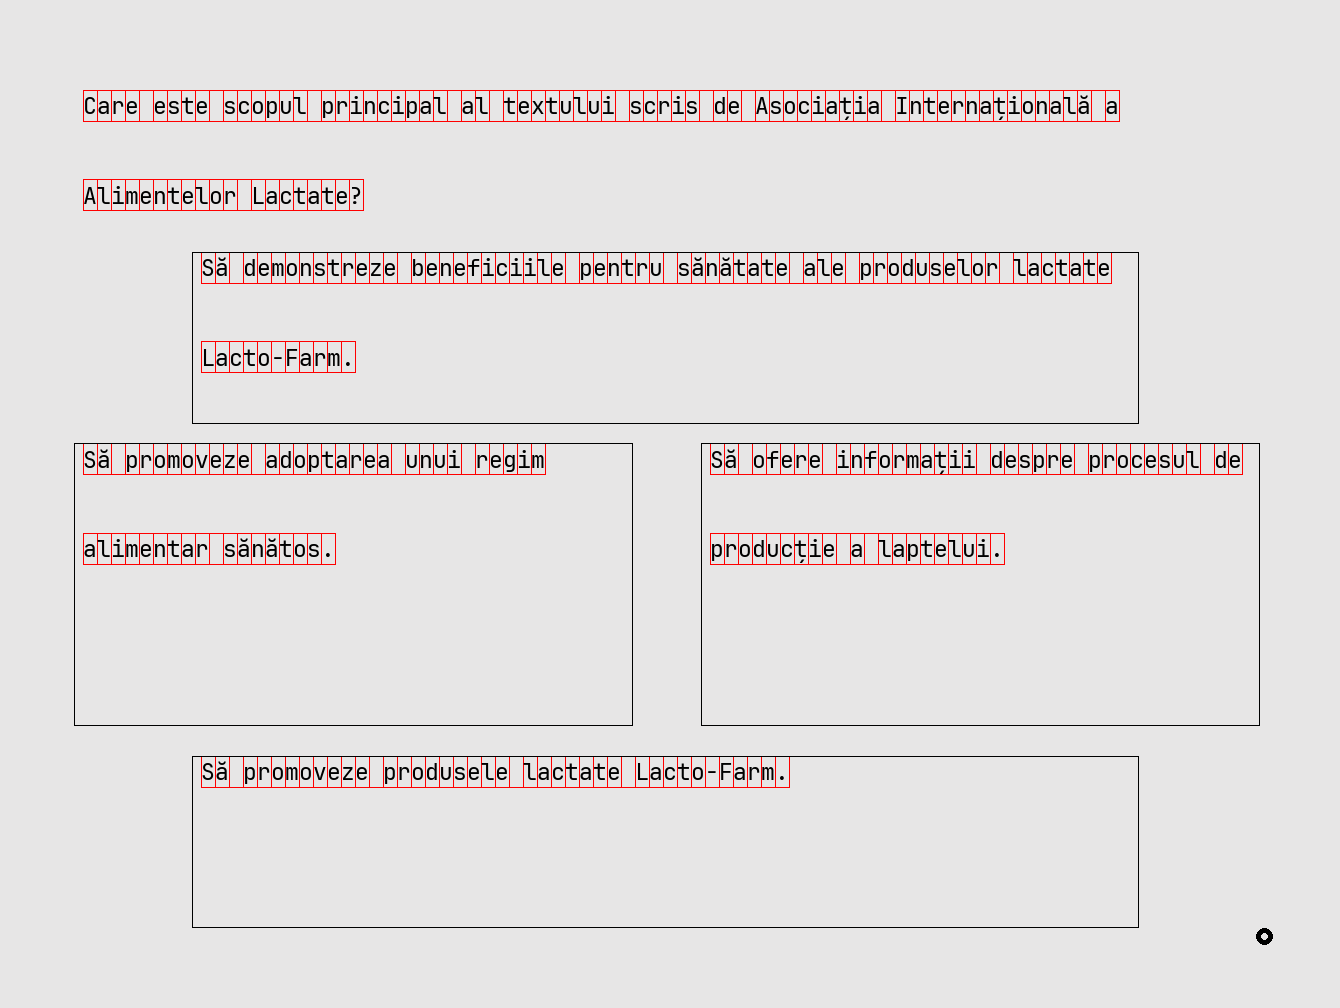 Care este scopul principal al textului scris de Asociația Internațională a
Alimentelor Lactate?
Să demonstreze beneficiile pentru sănătate ale produselor lactate
Lacto-Farm.
Să promoveze adoptarea unui regim
alimentar sănătos.
Să ofere informații despre procesul de
producție a laptelui.
Să promoveze produsele lactate Lacto-Farm.